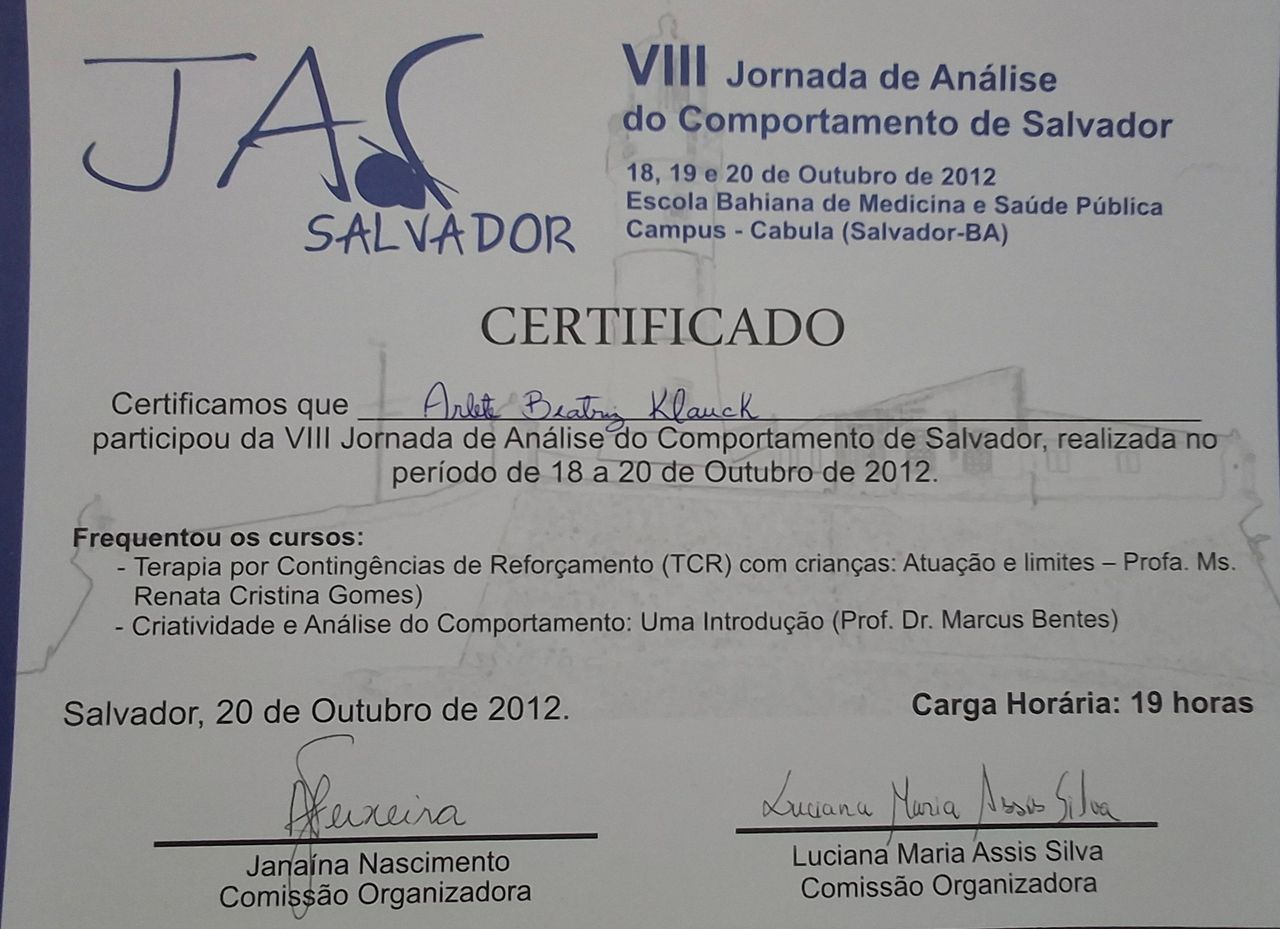 JAC
SALVADOR
VIII Jornada de Análise
do Comportamento de Salvador
18, 19 e 20 de Outubro de 2012
Escola Bahiana de Medicina e Saúde Pública
Campus - Cabula (Salvador-BA)
CERTIFICADO
Certificamos que Arlete Beatriz Klauck
participou da VIII Jornada de Análise do Comportamento de Salvador, realizada no
período de 18 a 20 de Outubro de 2012.
Frequentou os cursos:
- Terapia por Contingências de Reforçamento (TCR) com crianças: Atuação e limites – Profa. Ms.
Renata Cristina Gomes)
- Criatividade e Análise do Comportamento: Uma Introdução (Prof. Dr. Marcus Bentes)
Salvador, 20 de Outubro de 2012.
Carga Horária: 19 horas
Teixeira
Janaína Nascimento
Comissão Organizadora
Luciana Maria Assis Silva
Luciana Maria Assis Silva
Comissão Organizadora